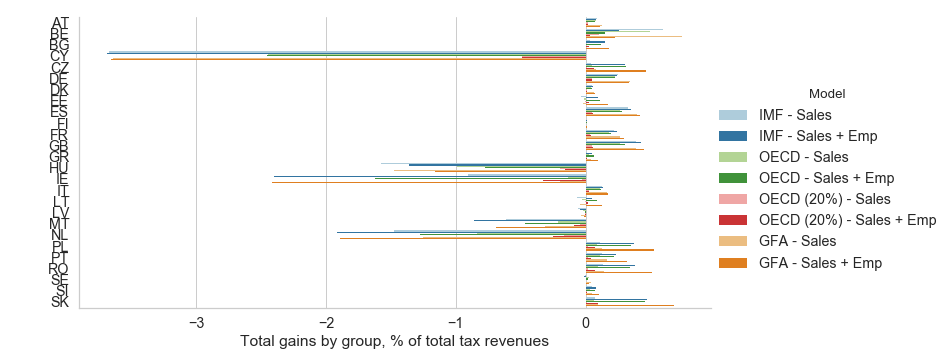 AT
BE
BG
CY
CZ
DE
DK
EE
ES
FI
FR
GB
GR
HU
IE
IT
LT
LV
MT
NL
PL
PT
RO
SE
SI
SK
−3 −2 −1 0
Total gains by group, % of total tax revenues
Model
IMF - Sales
IMF - Sales + Emp
OECD - Sales
OECD - Sales + Emp
OECD (20%) - Sales
OECD (20%) - Sales + Emp
GFA - Sales
GFA - Sales + Emp